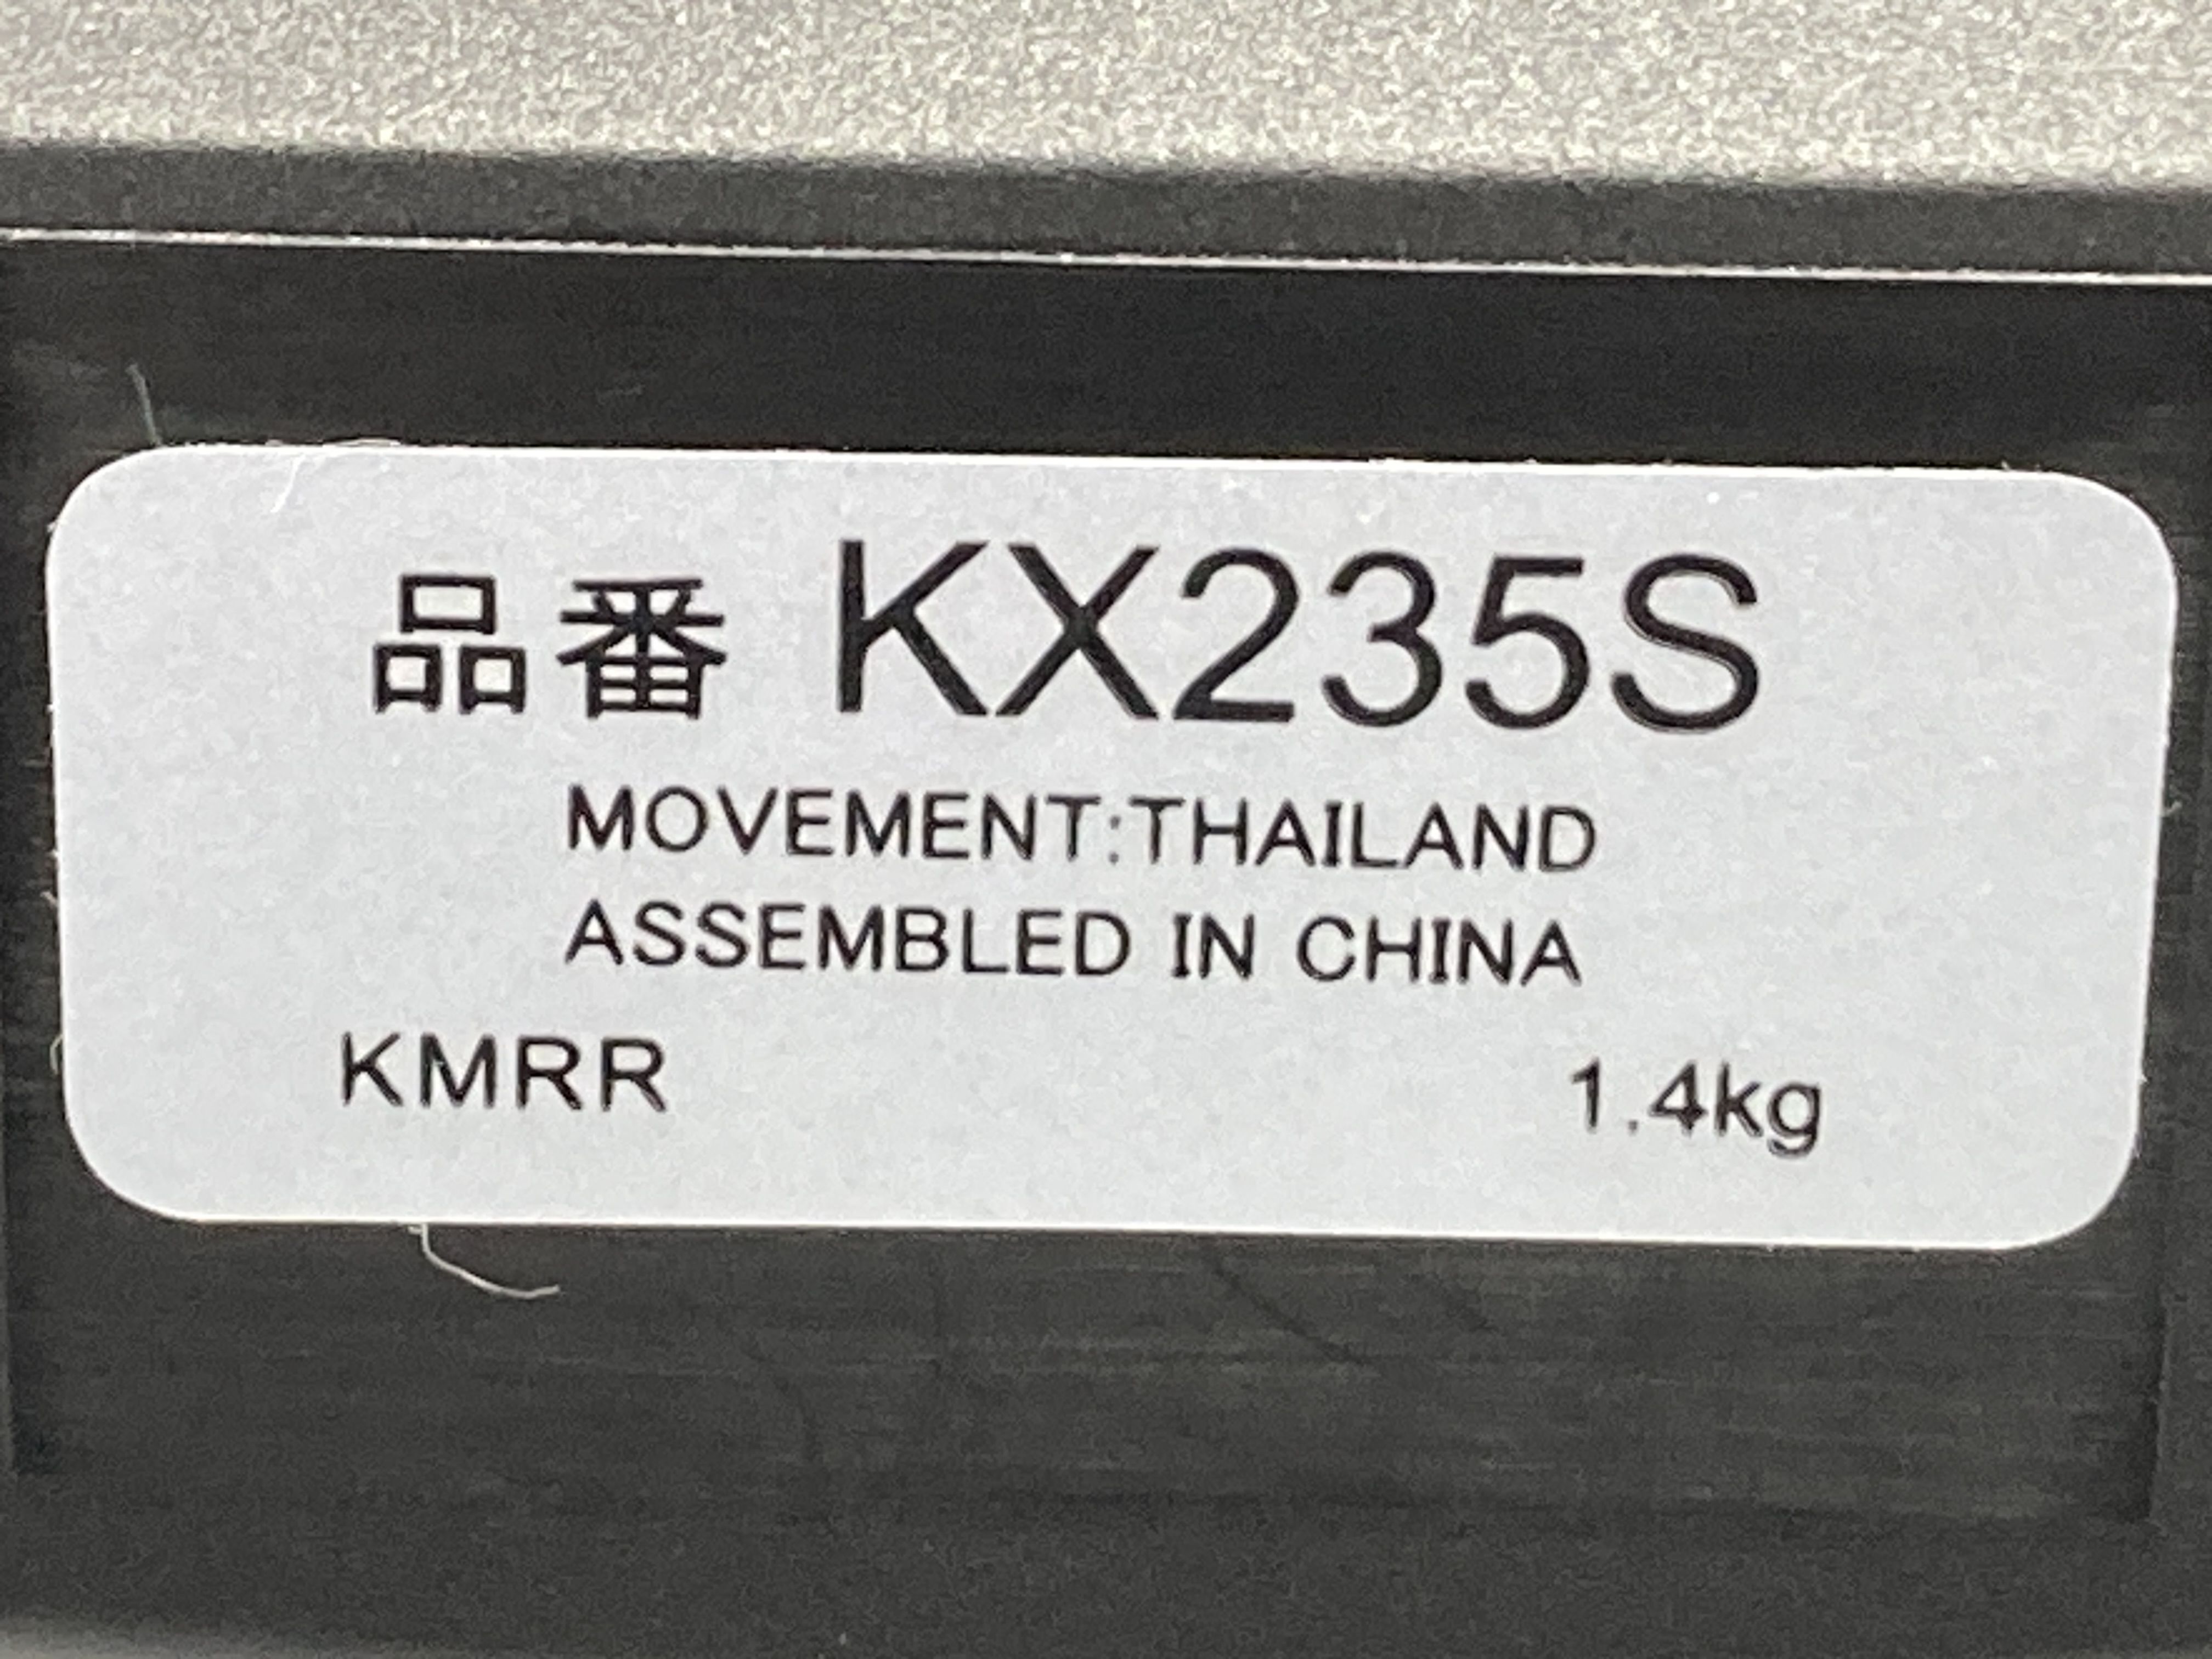 品番 KX235S
MOVEMENT:THAILAND
ASSEMBLED IN CHINA
KMRR 1.4kg